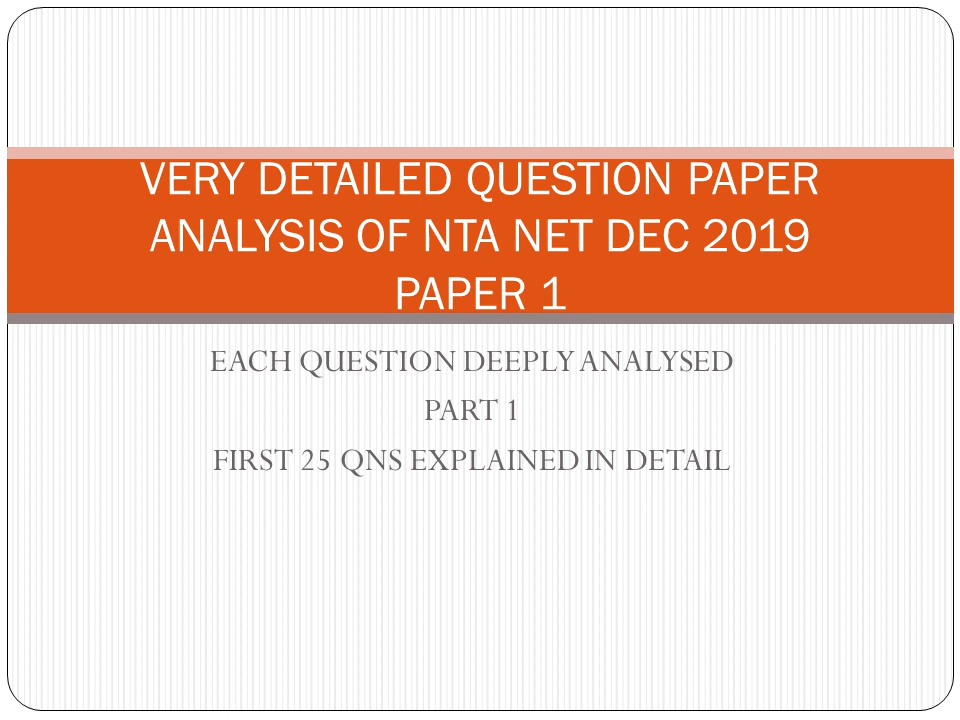 VERY DETAILED QUESTION PAPER
ANALYSIS OF NTA NET DEC 2019
PAPER 1
EACH QUESTION DEEPLY ANALYSED
PART 1
FIRST 25 QNS EXPLAINED IN DETAIL